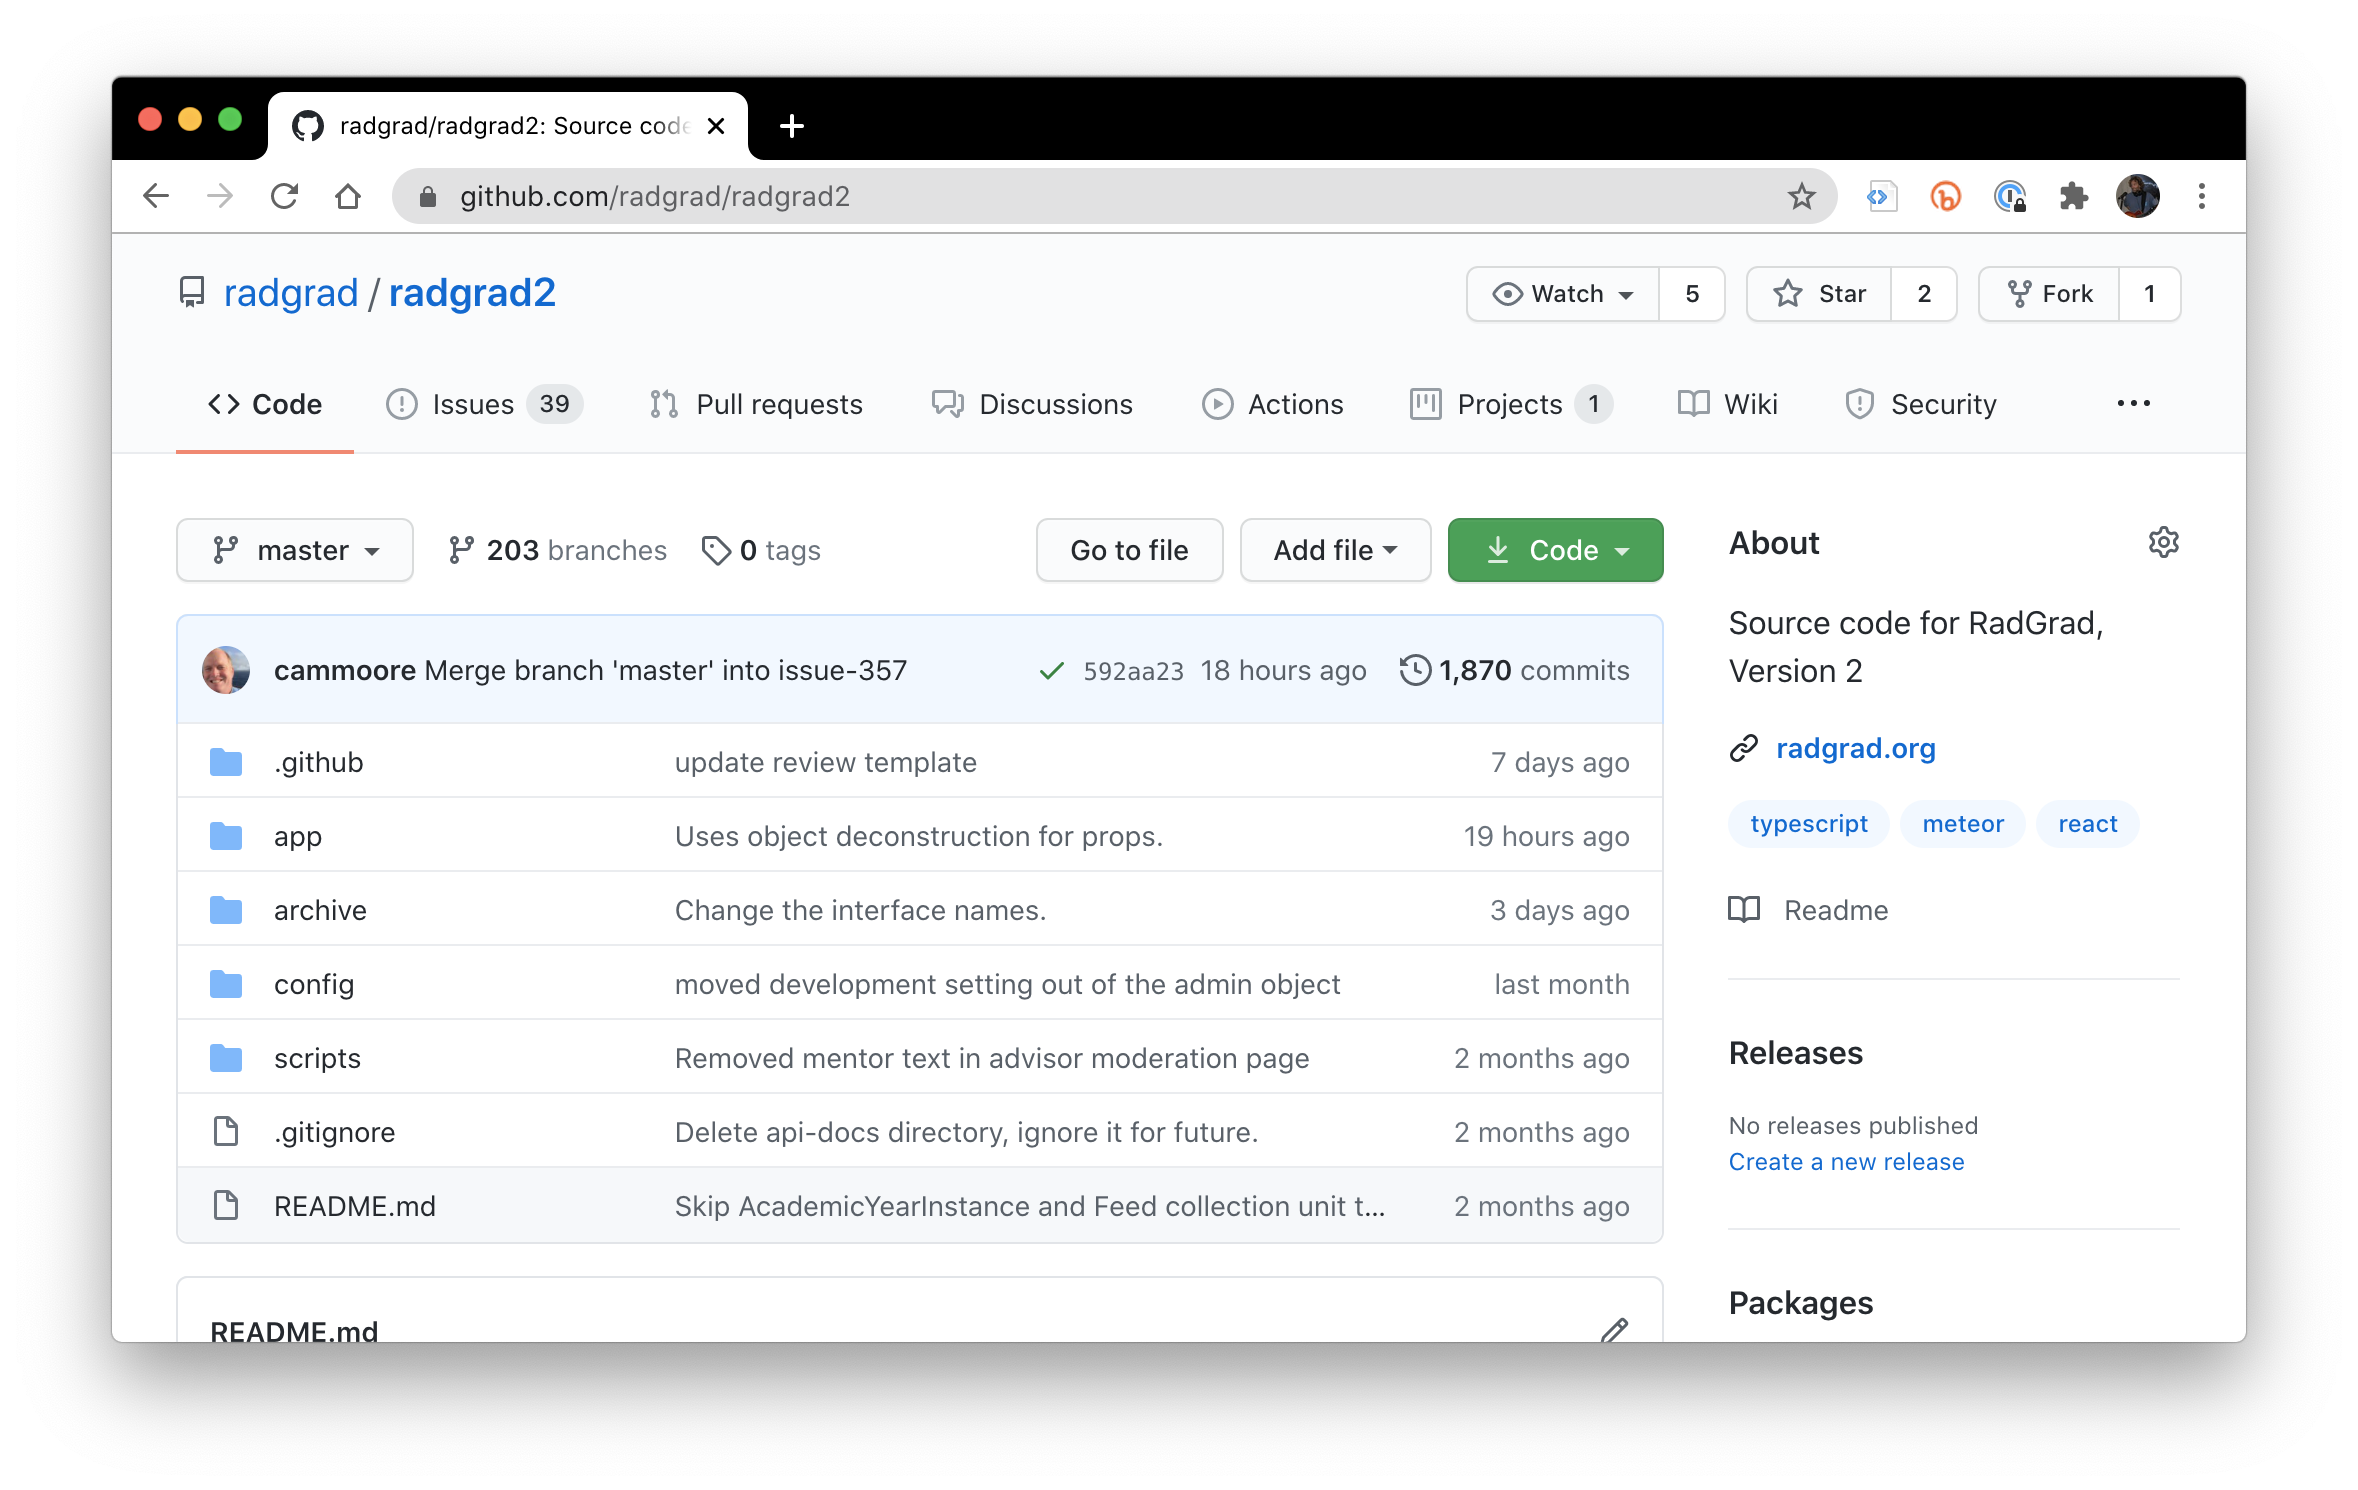 radgrad/radgrad2: Source code
github.com/radgrad/radgrad2
radgrad / radgrad2
Watch 5 Star 2 Fork 1
Code Issues 39 Pull requests Discussions Actions Projects 1 Wiki Security
master 203 branches 0 tags Go to file Add file Code
cammoore Merge branch 'master' into issue-357 592aa23 18 hours ago 1,870 commits
.github update review template 7 days ago
app Uses object deconstruction for props. 19 hours ago
archive Change the interface names. 3 days ago
config moved development setting out of the admin object last month
scripts Removed mentor text in advisor moderation page 2 months ago
.gitignore Delete api-docs directory, ignore it for future. 2 months ago
README.md Skip AcademicYearInstance and Feed collection unit t... 2 months ago
README.md
About
Source code for RadGrad,
Version 2
radgrad.org
typescript meteor react
Readme
Releases
No releases published
Create a new release
Packages